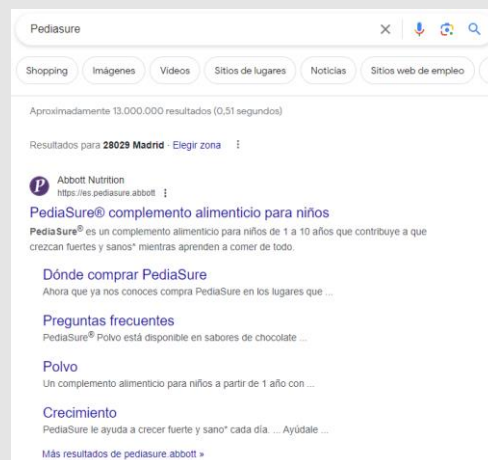 Pediasure
Shopping Imágenes Vídeos Sitios de lugares Noticias Sitios web de empleo
Aproximadamente 13.000.000 resultados (0,51 segundos)
Resultados para 28029 Madrid · Elegir zona
P
Abbott Nutrition
https://es.pediasure.abbott
PediaSure® complemento alimenticio para niños
PediaSure® es un complemento alimenticio para niños de 1 a 10 años que contribuye a que
crezcan fuertes y sanos* mientras aprenden a comer de todo.
Dónde comprar PediaSure
Ahora que ya nos conoces compra PediaSure en los lugares que ...
Preguntas frecuentes
PediaSure® Polvo está disponible en sabores de chocolate ...
Polvo
Un complemento alimenticio para niños a partir de 1 año con ...
Crecimiento
PediaSure le ayuda a crecer fuerte y sano* cada día. ... Ayúdale ...
Más resultados de pediasure.abbott »